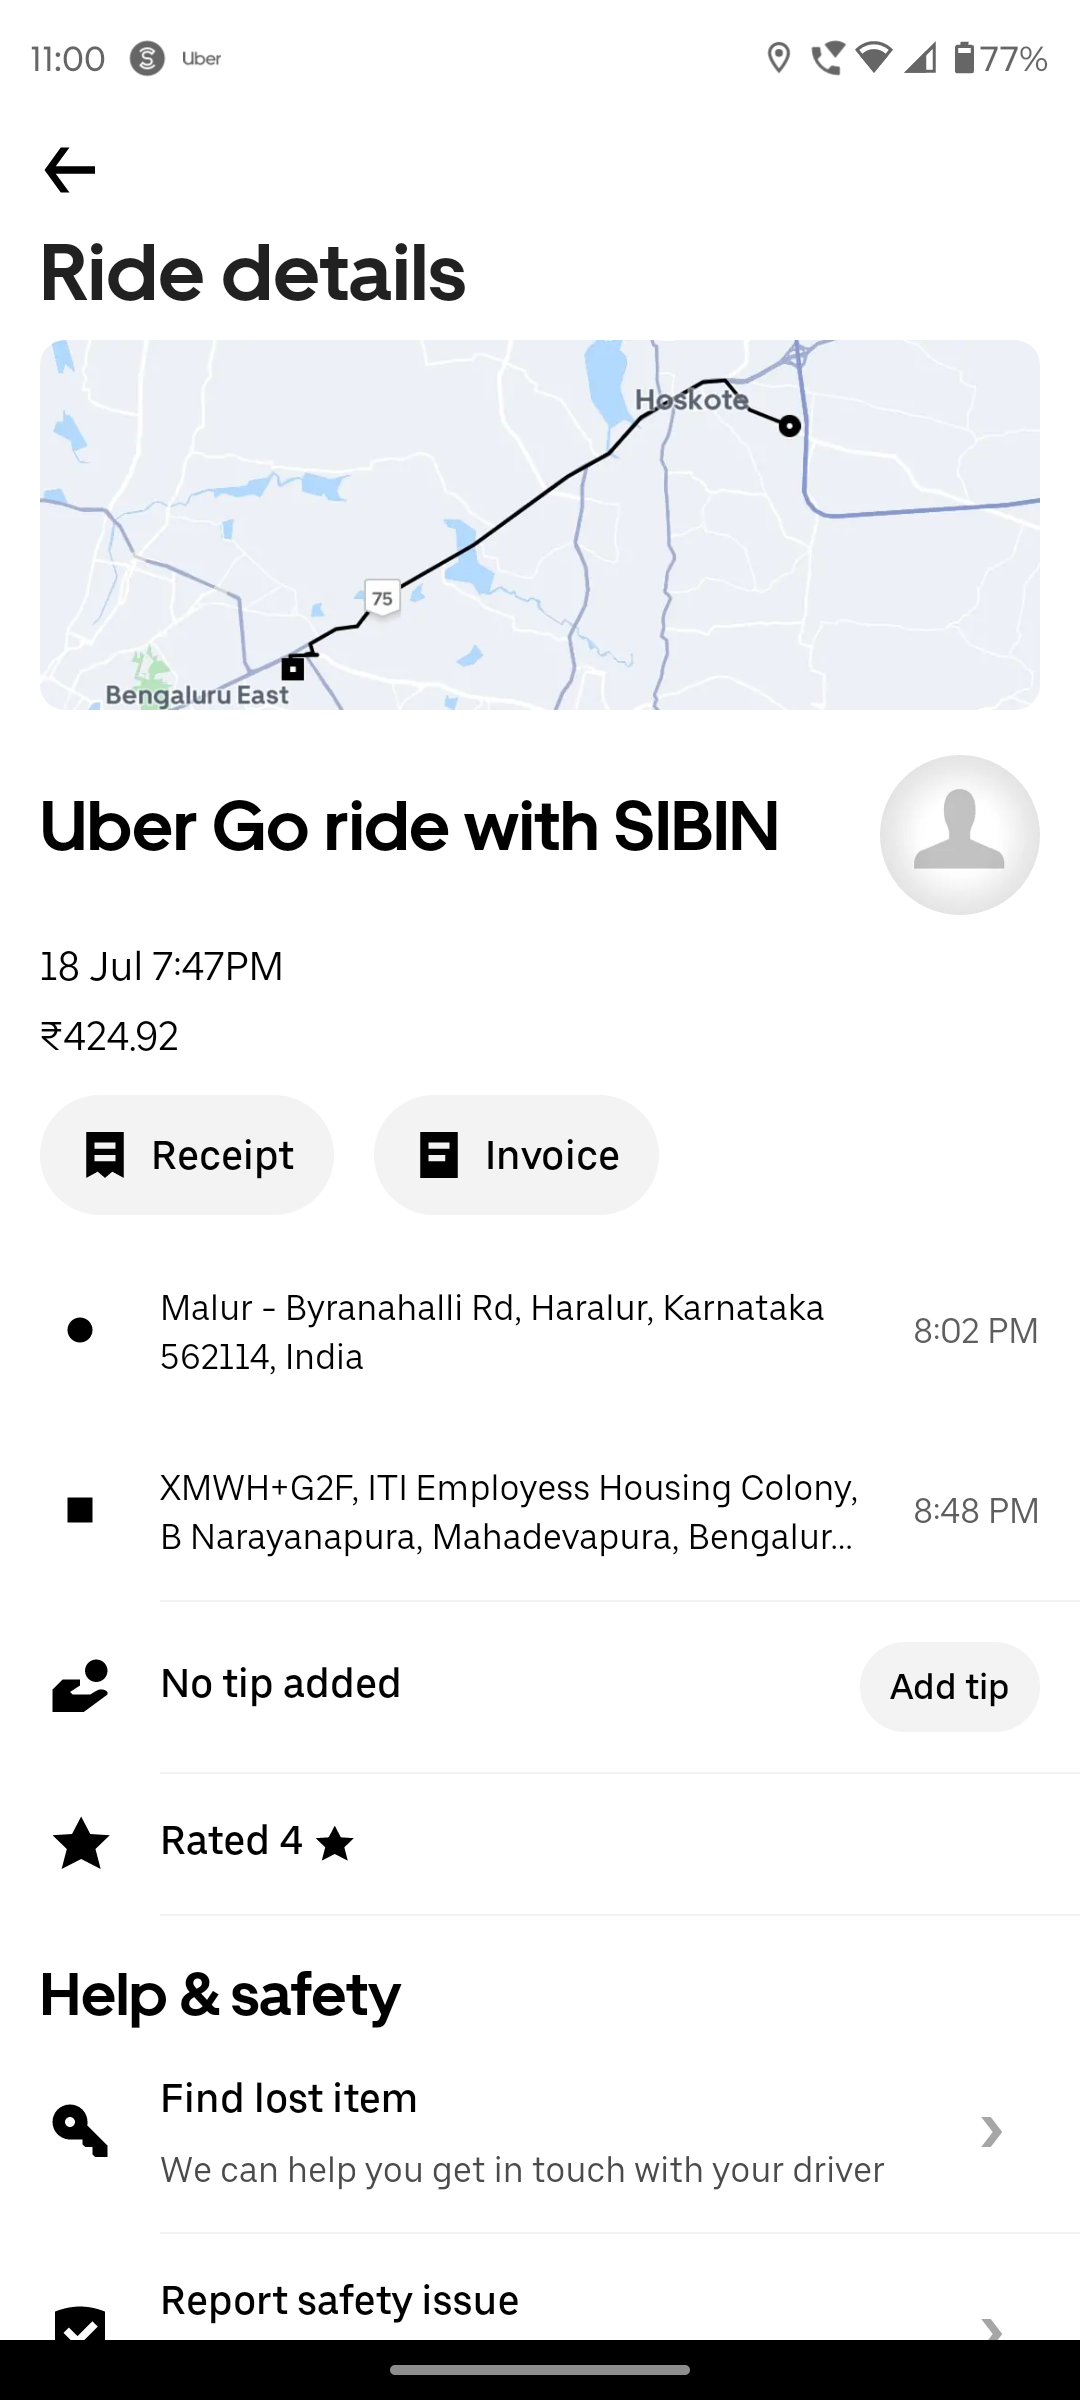 11:00 Uber 77%
Ride details
Hoskote
75
Bengaluru East
Uber Go ride with SIBIN
18 Jul 7:47PM
₹424.92
Receipt Invoice
Malur - Byranahalli Rd, Haralur, Karnataka
562114, India
8:02 PM
XMWH+G2F, ITI Employess Housing Colony,
B Narayanapura, Mahadevapura, Bengalur...
8:48 PM
No tip added
Add tip
Rated 4
Help & safety
Find lost item
We can help you get in touch with your driver
Report safety issue